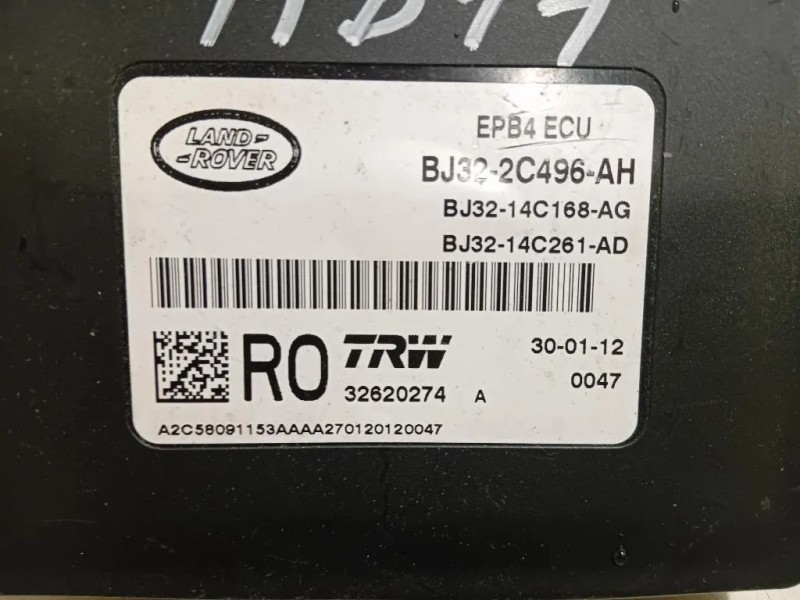 LAND-
-ROVER
EPB4 ECU
BJ32-2C496-AH
BJ32-14C168-AG
BJ32-14C261-AD
RO
TRW
30-01-12
32620274 A
0047
A2C58091153AAAA270120120047